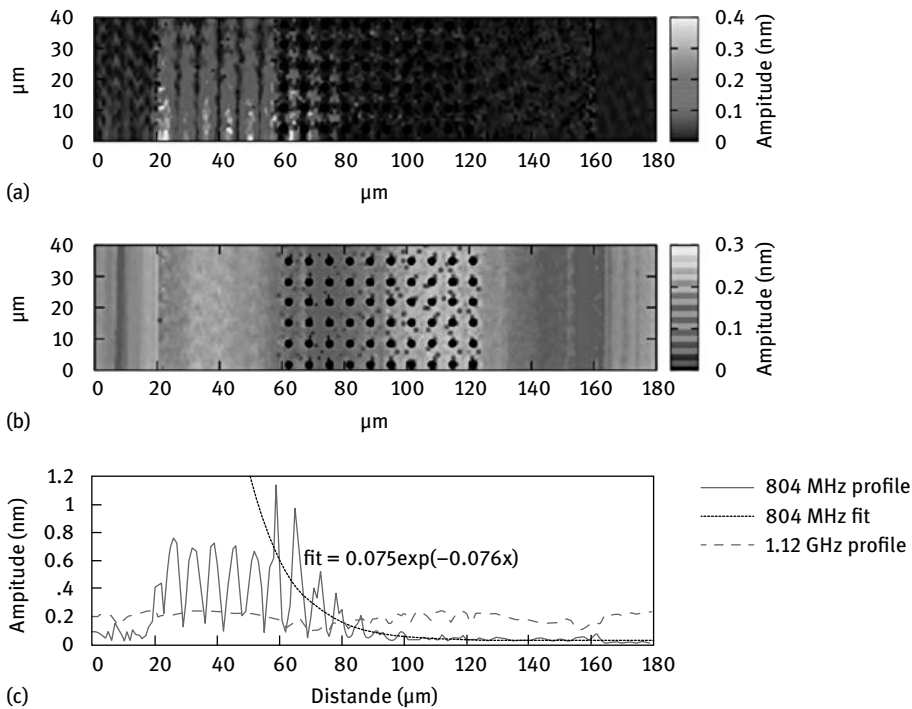 40
30
20
10
0
µm
0 20 40 60 80 100 120 140 160 180
µm
0.4
0.3
0.2
0.1
0
Ampitude (nm)
(a)
40
30
20
10
0
µm
0 20 40 60 80 100 120 140 160 180
µm
0.3
0.2
0.1
0
Ampitude (nm)
(b)
1.2
1
0.8
0.6
.4
0.2
0
Ampitude (nm)
fit = 0.075exp(−0.076x)
0 20 40 60 80 100 120 140 160 180
Distande (µm)
804 MHz profile
804 MHz fit
1.12 GHz profile
(c)